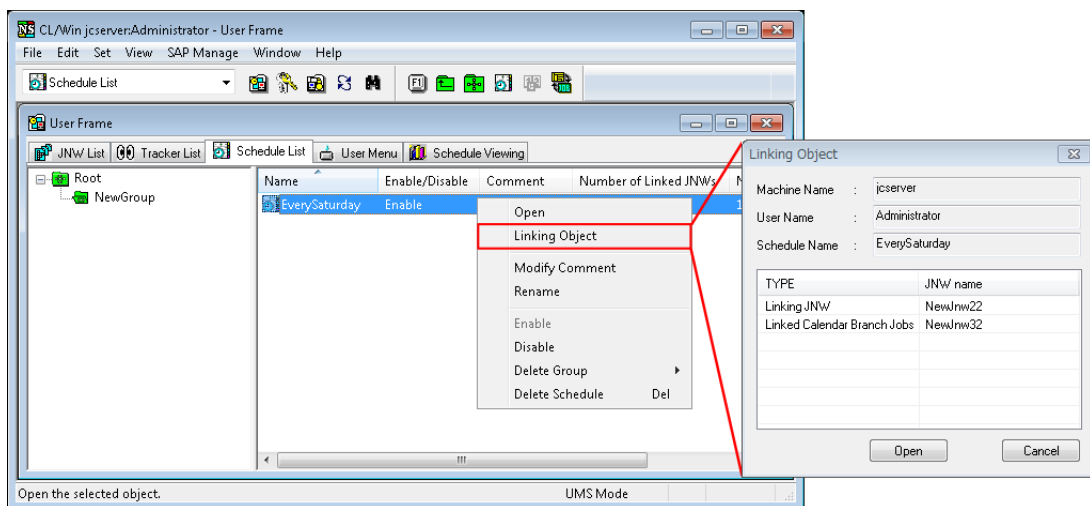 CL/Win jcserver:Administrator - User Frame
File Edit Set View SAP Manage Window Help
Schedule List
F1
User Frame
JNW List Tracker List Schedule List User Menu Schedule Viewing
Root
NewGroup
Name Enable/Disable Comment Number of Linked JNWs
EverySaturday Enable 1
Open
Linking Object
Modify Comment
Rename
Enable
Disable
Delete Group
Delete Schedule Del
Open the selected object. UMS Mode
Linking Object
Machine Name : jcserver
User Name : Administrator
Schedule Name : EverySaturday
TYPE JNW name
Linking JNW NewJnw22
Linked Calendar Branch Jobs NewJnw32
Open Cancel